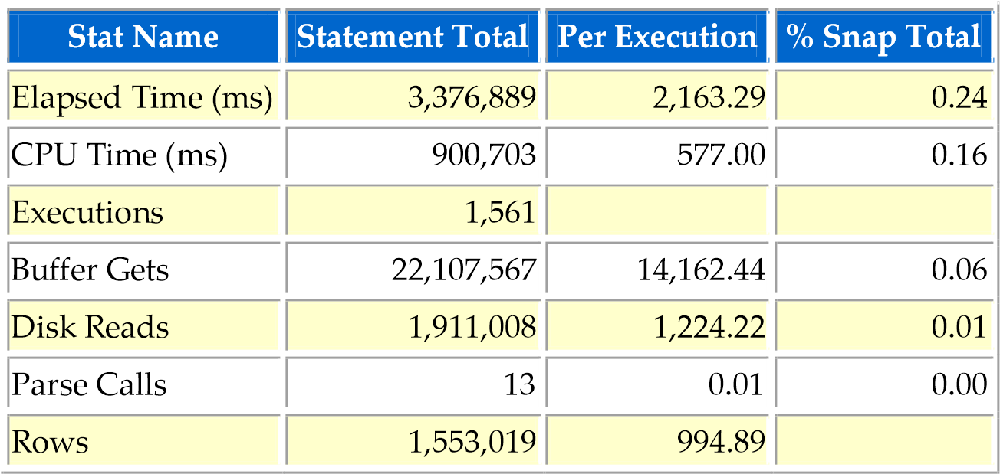 Stat Name Statement Total Per Execution % Snap Total
Elapsed Time (ms) 3,376,889 2,163.29 0.24
CPU Time (ms) 900,703 577.00 0.16
Executions 1,561
Buffer Gets 22,107,567 14,162.44 0.06
Disk Reads 1,911,008 1,224.22 0.01
Parse Calls 13 0.01 0.00
Rows 1,553,019 994.89